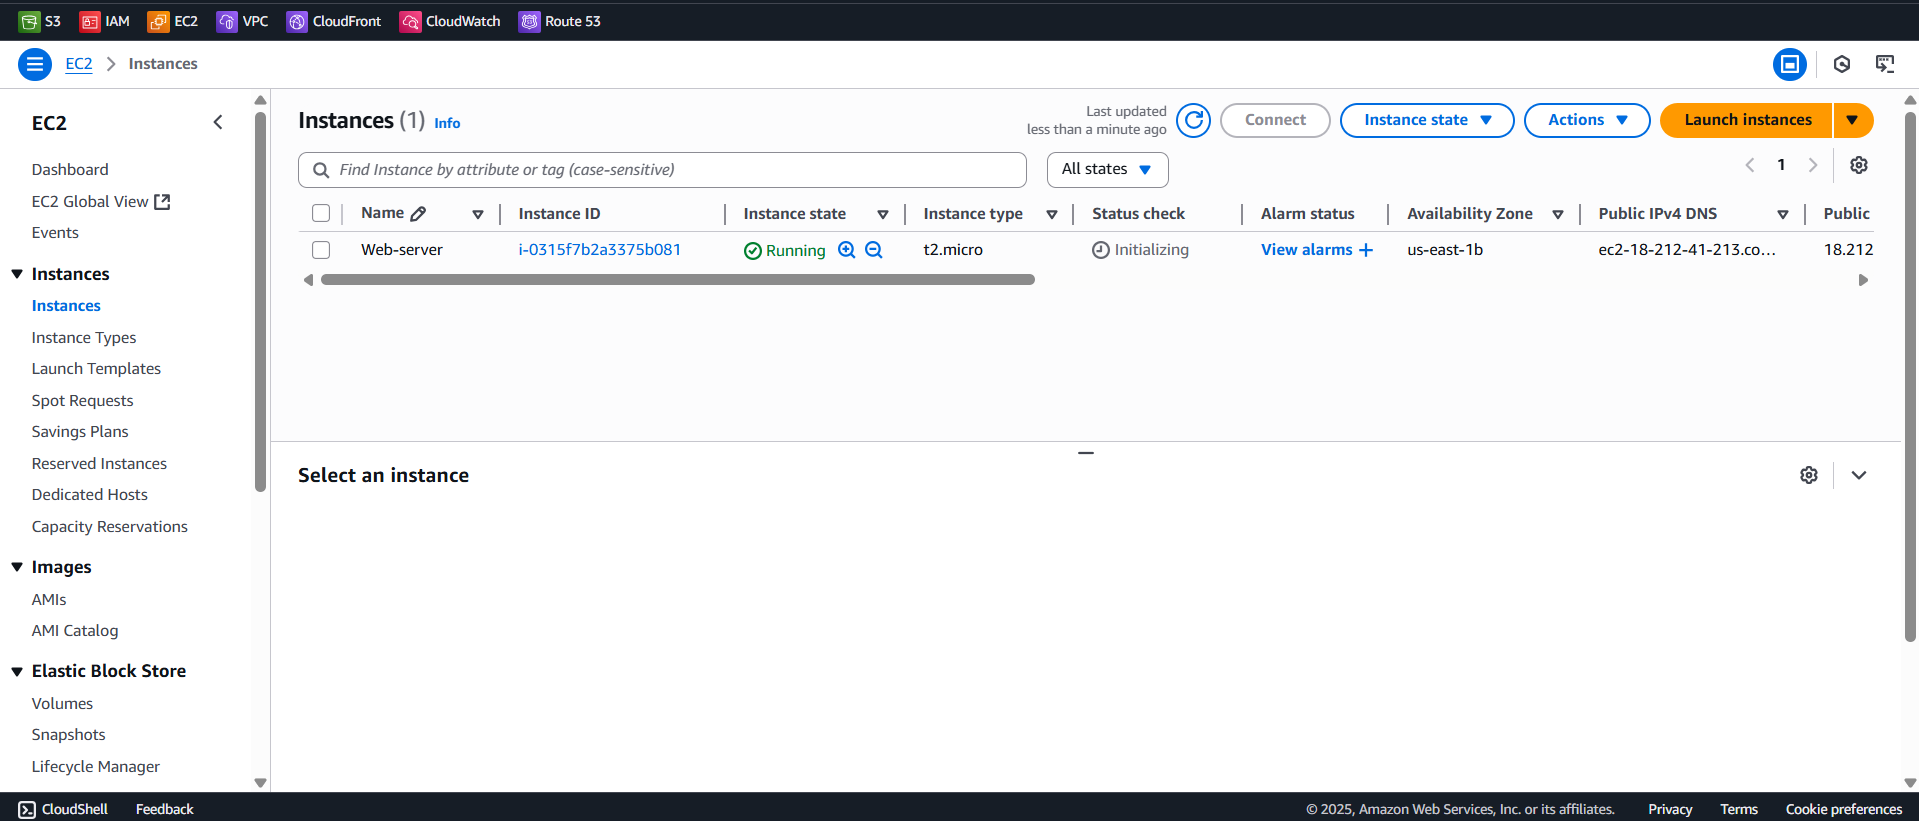 S3 IAM EC2 VPC CloudFront CloudWatch Route 53
EC2 Instances
EC2
Dashboard
EC2 Global View
Events
Instances
Instances
Instance Types
Launch Templates
Spot Requests
Savings Plans
Reserved Instances
Dedicated Hosts
Capacity Reservations
Images
AMIs
AMI Catalog
Elastic Block Store
Volumes
Snapshots
Lifecycle Manager
Instances (1) Info
Last updated
less than a minute ago
Connect Instance state Actions Launch instances
Find Instance by attribute or tag (case-sensitive) All states 1
Name Instance ID Instance state Instance type Status check Alarm status Availability Zone Public IPv4 DNS Public
Web-server i-0315f7b2a3375b081 Running t2.micro Initializing View alarms + us-east-1b ec2-18-212-41-213.co... 18.212
Select an instance
CloudShell Feedback © 2025, Amazon Web Services, Inc. or its affiliates. Privacy Terms Cookie preferences